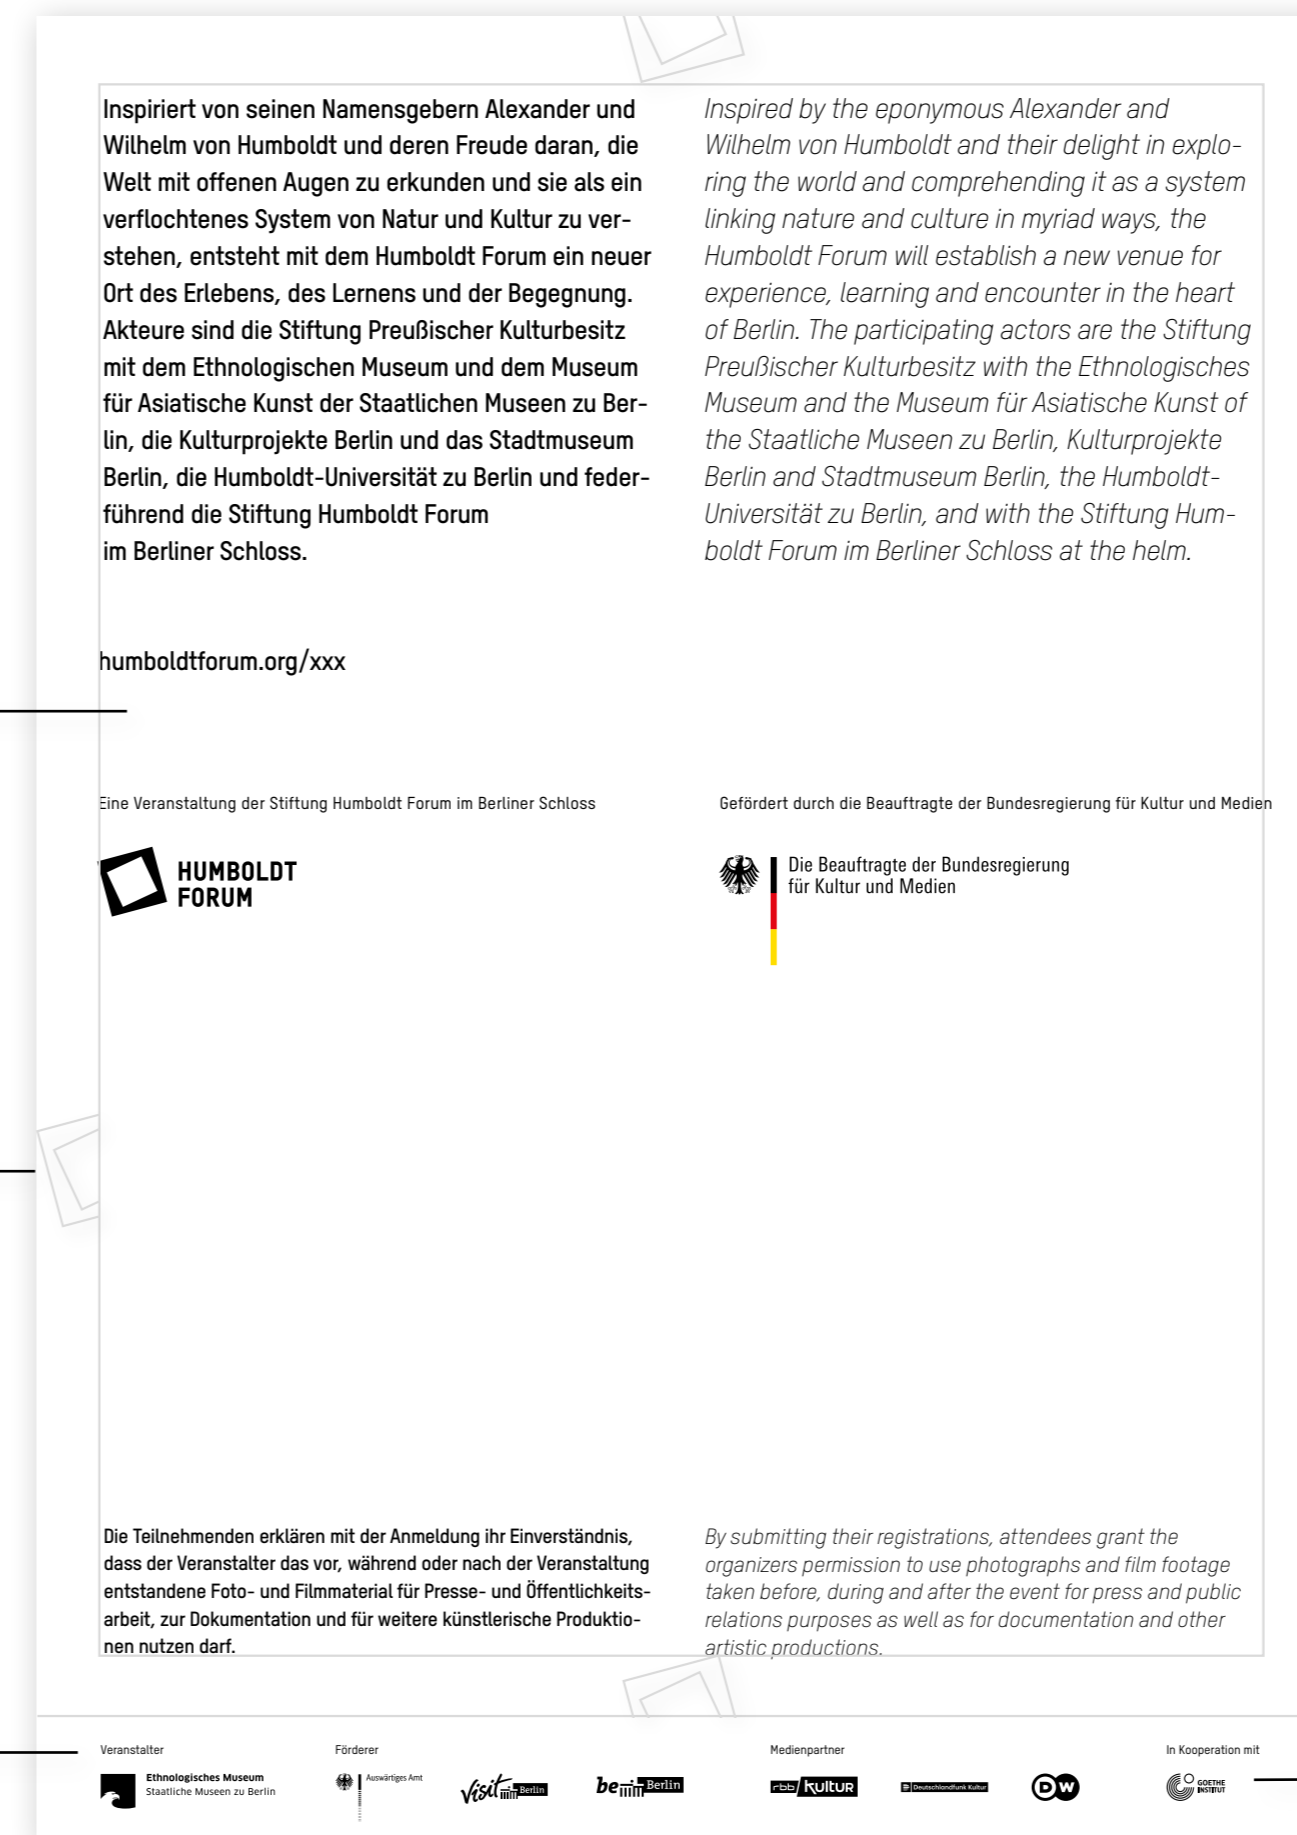 Inspiriert von seinen Namensgebern Alexander und
Wilhelm von Humboldt und deren Freude daran, die
Welt mit offenen Augen zu erkunden und sie als ein
verflochtenes System von Natur und Kultur zu ver-
stehen, entsteht mit dem Humboldt Forum ein neuer
Ort des Erlebens, des Lernens und der Begegnung.
Akteure sind die Stiftung Preußischer Kulturbesitz
mit dem Ethnologischen Museum und dem Museum
für Asiatische Kunst der Staatlichen Museen zu Ber-
lin, die Kulturprojekte Berlin und das Stadtmuseum
Berlin, die Humboldt-Universität zu Berlin und feder-
führend die Stiftung Humboldt Forum
im Berliner Schloss.
Inspired by the eponymous Alexander and
Wilhelm von Humboldt and their delight in explo-
ring the world and comprehending it as a system
linking nature and culture in myriad ways, the
Humboldt Forum will establish a new venue for
experience, learning and encounter in the heart
of Berlin. The participating actors are the Stiftung
Preußischer Kulturbesitz with the Ethnologisches
Museum and the Museum für Asiatische Kunst of
the Staatliche Museen zu Berlin, Kulturprojekte
Berlin and Stadtmuseum Berlin, the Humboldt-
Universität zu Berlin, and with the Stiftung Hum-
boldt Forum im Berliner Schloss at the helm.
humboldtforum.org/xxx
Eine Veranstaltung der Stiftung Humboldt Forum im Berliner Schloss
HUMBOLDT
FORUM
Gefördert durch die Beauftragte der Bundesregierung für Kultur und Medien
Die Beauftragte der Bundesregierung
für Kultur und Medien
Die Teilnehmenden erklären mit der Anmeldung ihr Einverständnis,
dass der Veranstalter das vor, während oder nach der Veranstaltung
entstandene Foto- und Filmmaterial für Presse- und Öffentlichkeits-
arbeit, zur Dokumentation und für weitere künstlerische Produktio-
nen nutzen darf.
By submitting their registrations, attendees grant the
organizers permission to use photographs and film footage
taken before, during and after the event for press and public
relations purposes as well as for documentation and other
artistic productions.
Veranstalter
Ethnologisches Museum
Staatliche Museen zu Berlin
Förderer
Auswärtiges Amt
visit Berlin
be Berlin
Medienpartner
rbb kultur
Deutschlandfunk Kultur
DW
In Kooperation mit
GOETHE
INSTITUT